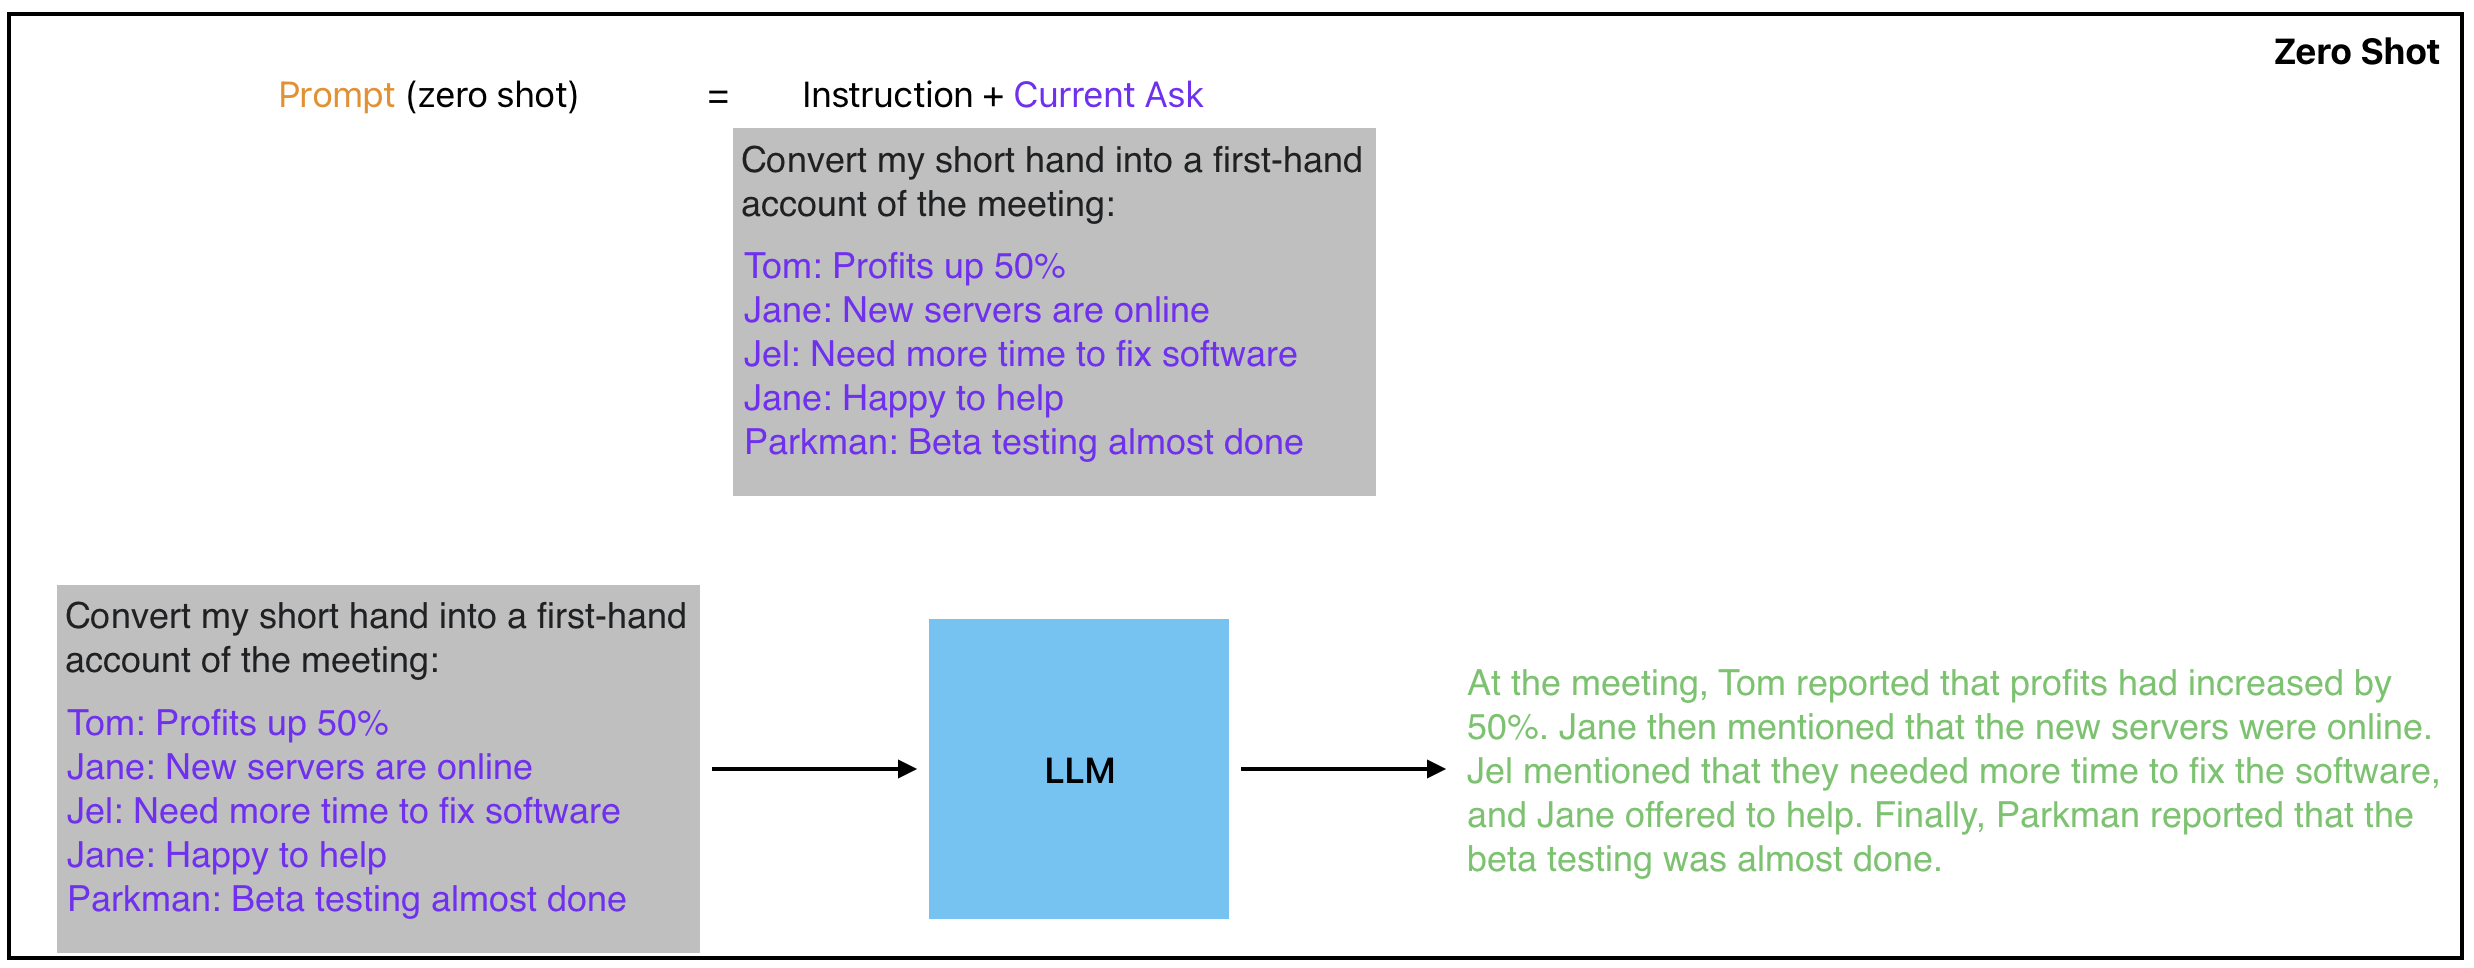 Zero Shot
Prompt (zero shot) = Instruction + Current Ask
Convert my short hand into a first-hand
account of the meeting:
Tom: Profits up 50%
Jane: New servers are online
Jel: Need more time to fix software
Jane: Happy to help
Parkman: Beta testing almost done
Convert my short hand into a first-hand
account of the meeting:
Tom: Profits up 50%
Jane: New servers are online
Jel: Need more time to fix software
Jane: Happy to help
Parkman: Beta testing almost done
LLM
At the meeting, Tom reported that profits had increased by
50%. Jane then mentioned that the new servers were online.
Jel mentioned that they needed more time to fix the software,
and Jane offered to help. Finally, Parkman reported that the
beta testing was almost done.